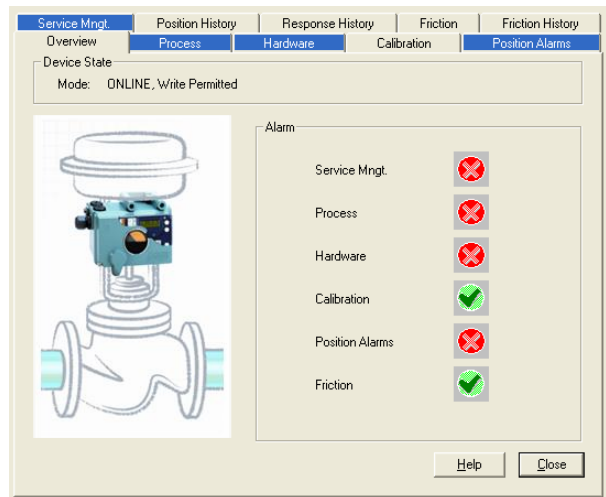 Service Mngt. Position History Response History Friction Friction History
Overview Process Hardware Calibration Position Alarms
Device State
Mode: ONLINE, Write Permitted
Alarm
Service Mngt.
Process
Hardware
Calibration
Position Alarms
Friction
Help Close